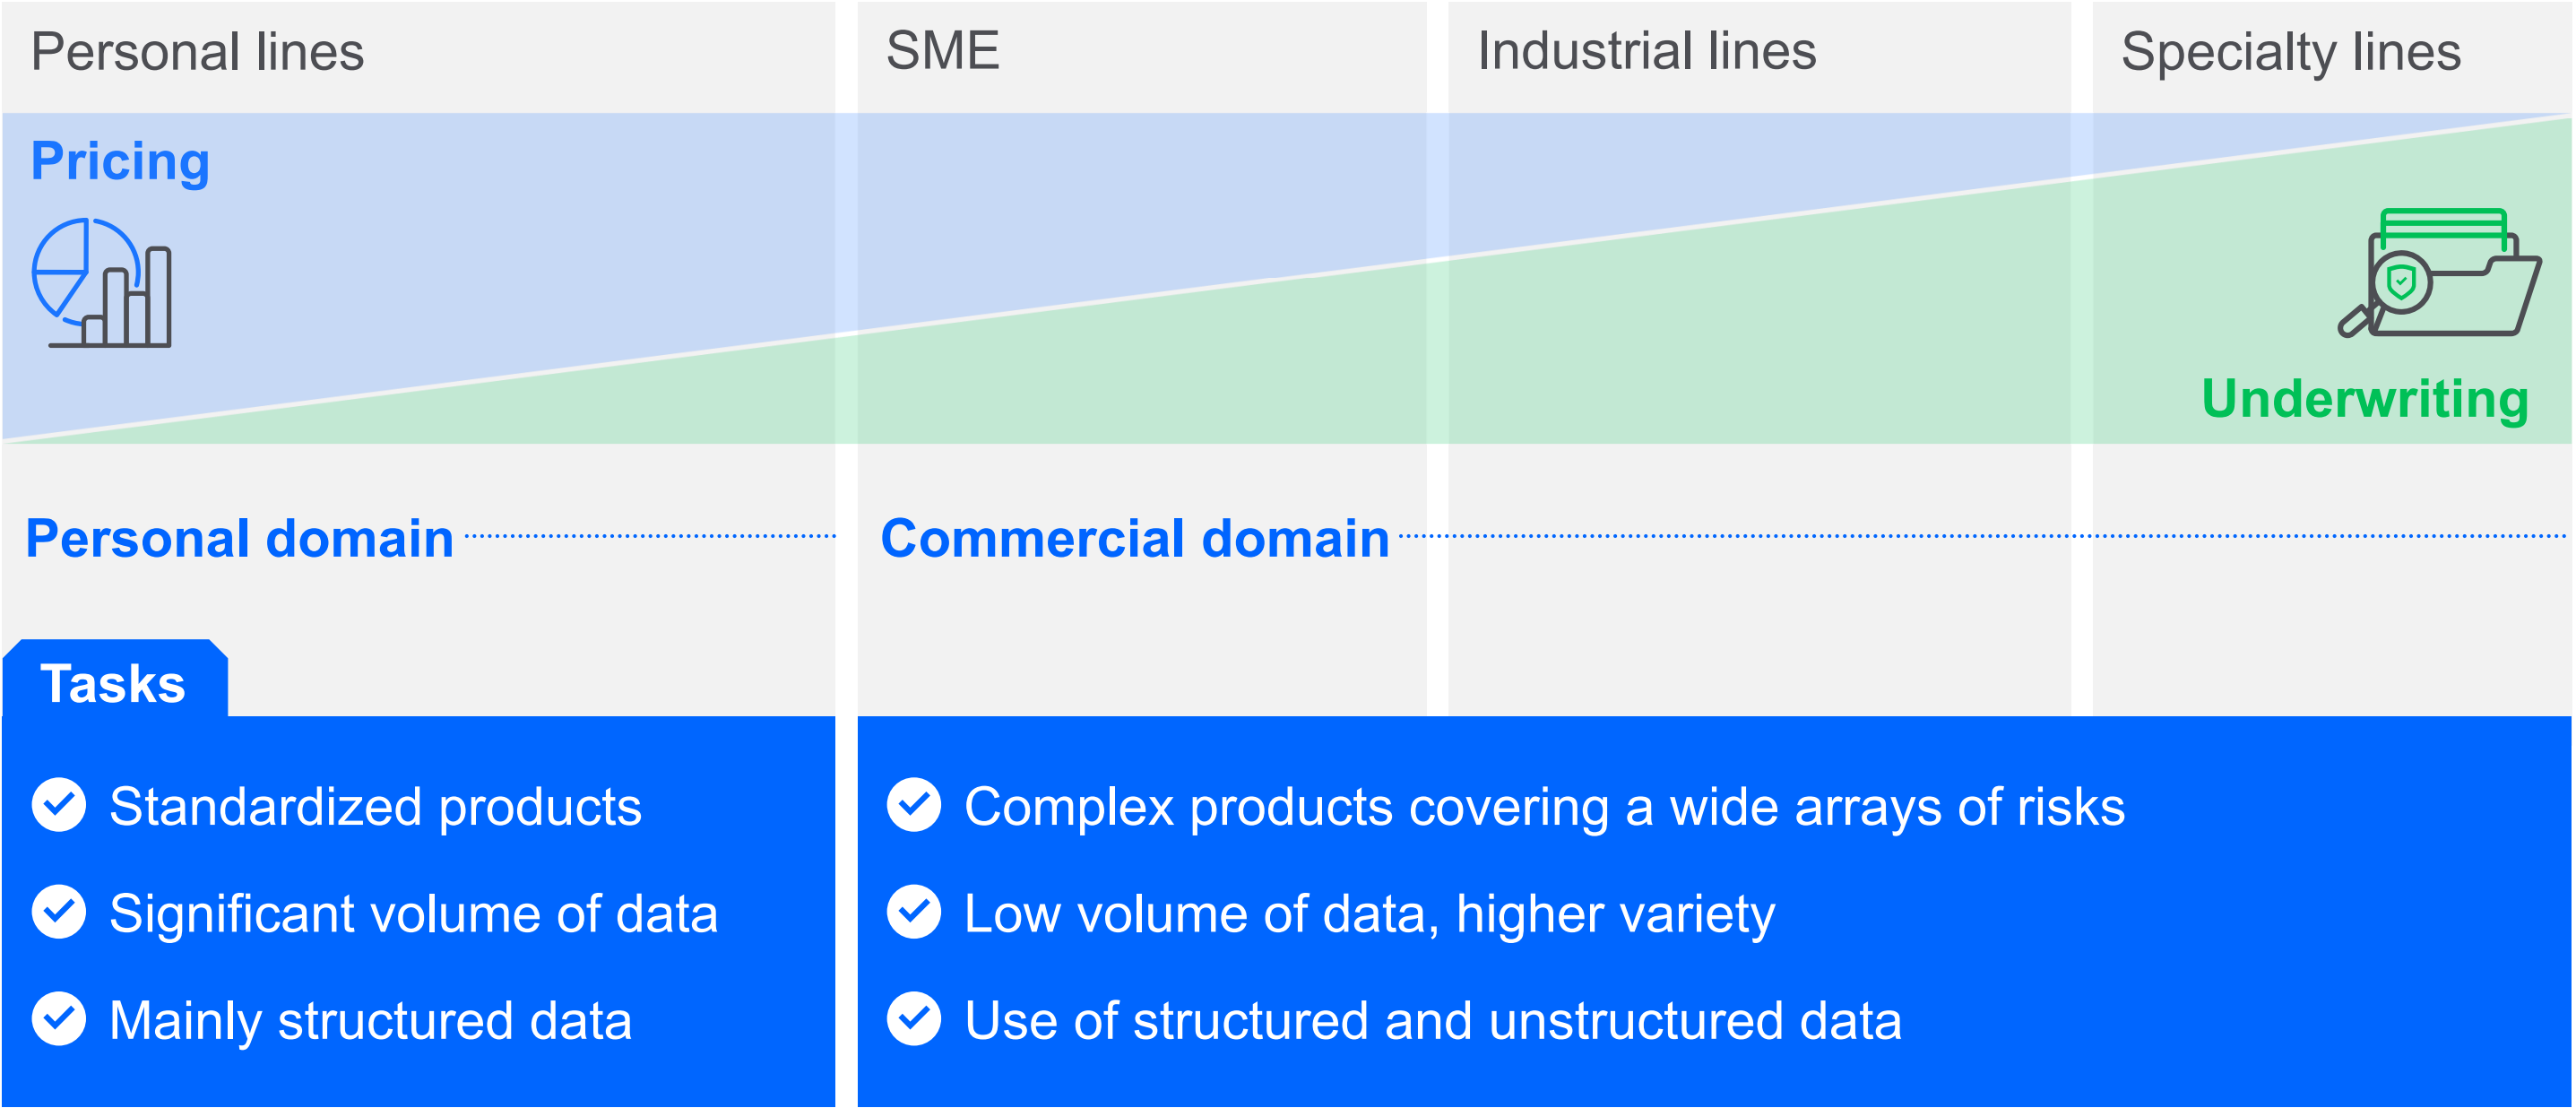 Personal lines
SME
Industrial lines
Specialty lines
Pricing
Underwriting
Personal domain
Commercial domain
Tasks
Standardized products
Significant volume of data
Mainly structured data
Complex products covering a wide arrays of risks
Low volume of data, higher variety
Use of structured and unstructured data